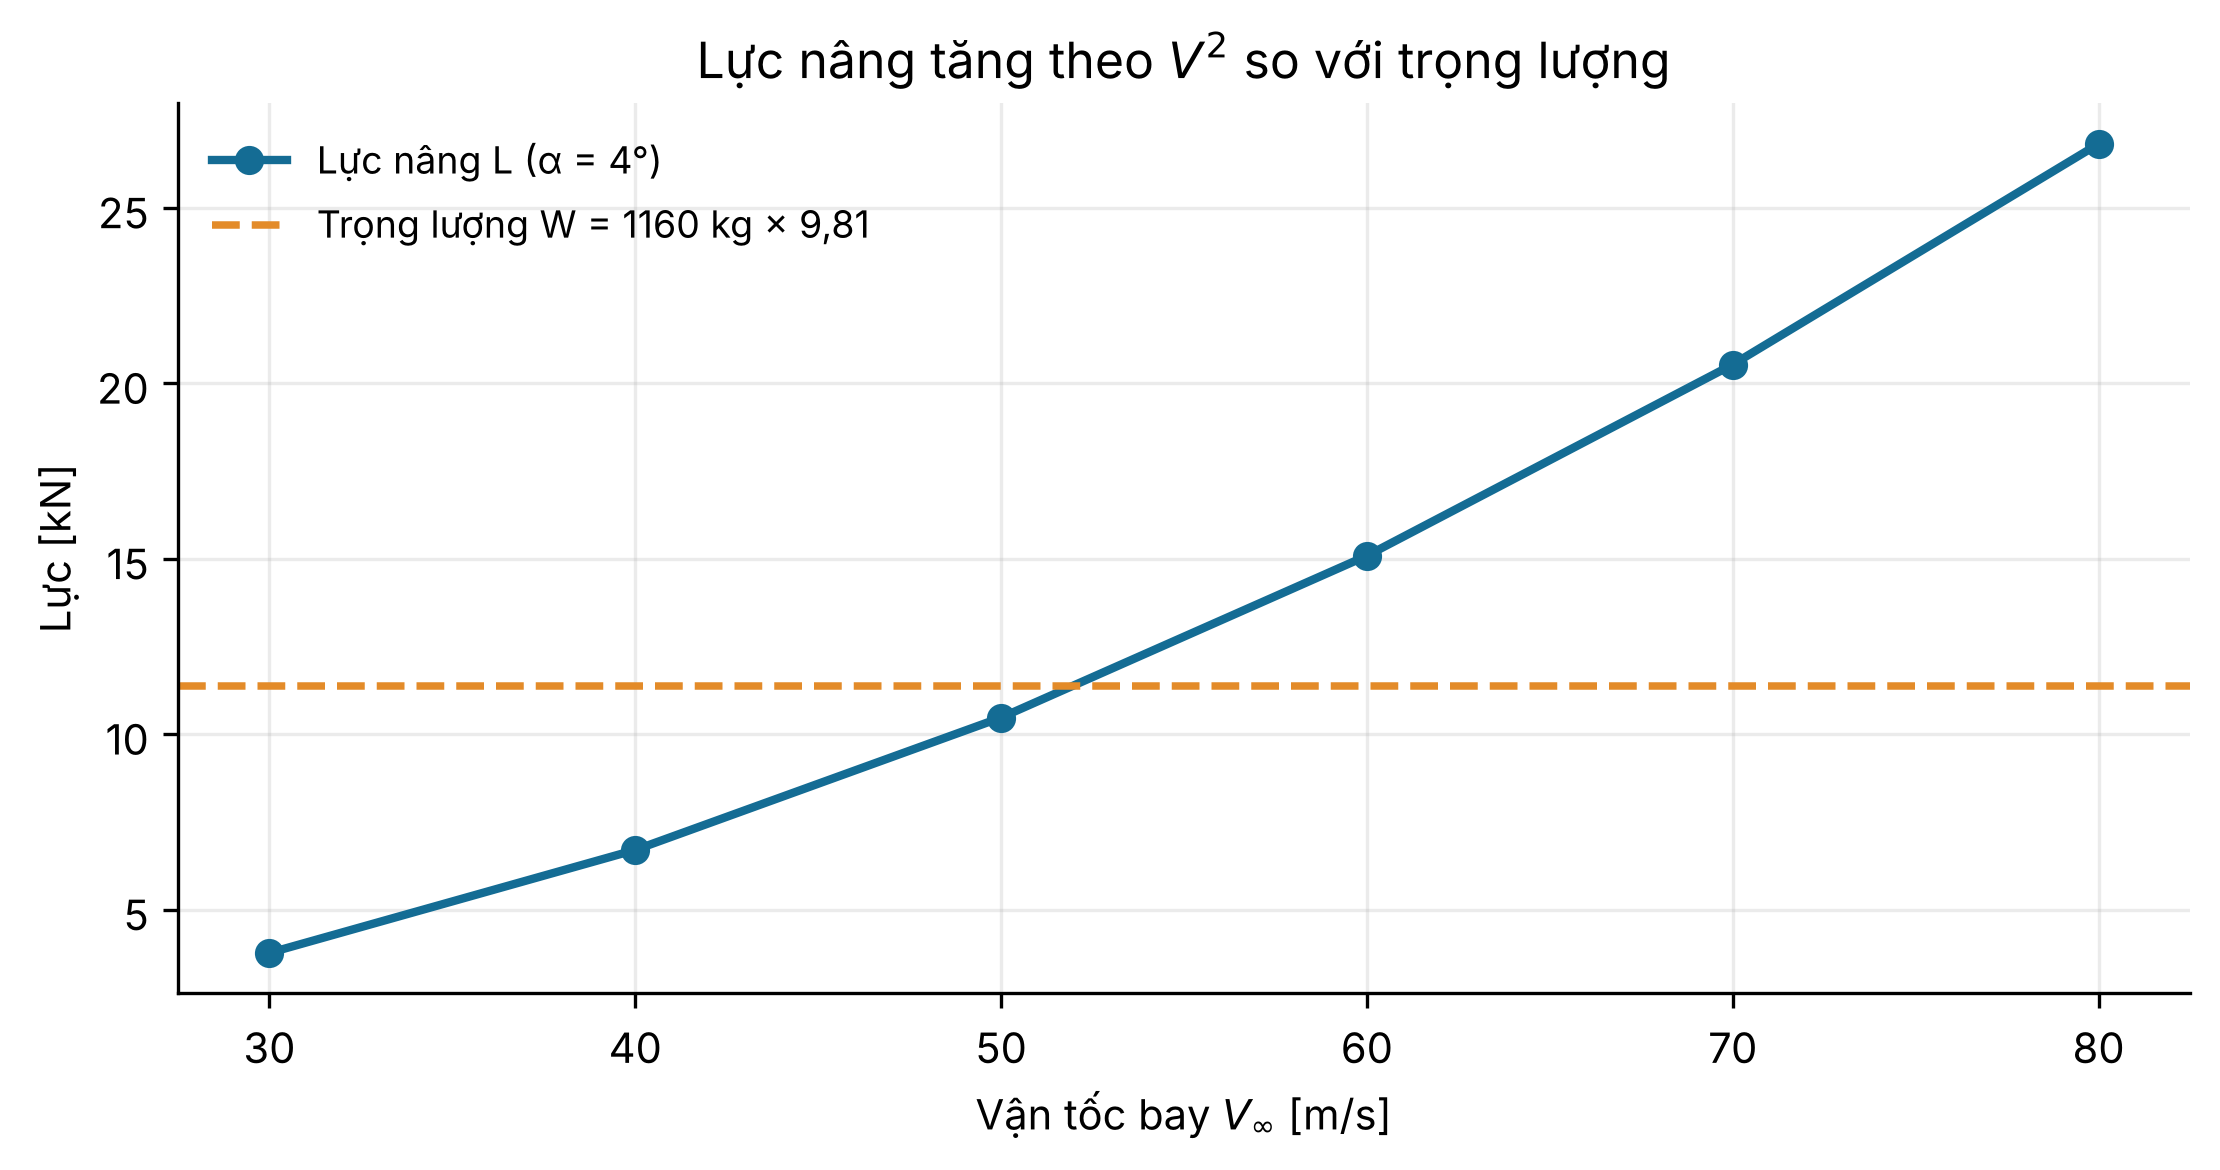 Lực nâng tăng theo V² so với trọng lượng
Lực nâng L (α = 4°)
Trọng lượng W = 1160 kg × 9,81
Lực [kN]
25
20
15
10
5
30 40 50 60 70 80
Vận tốc bay V∞ [m/s]